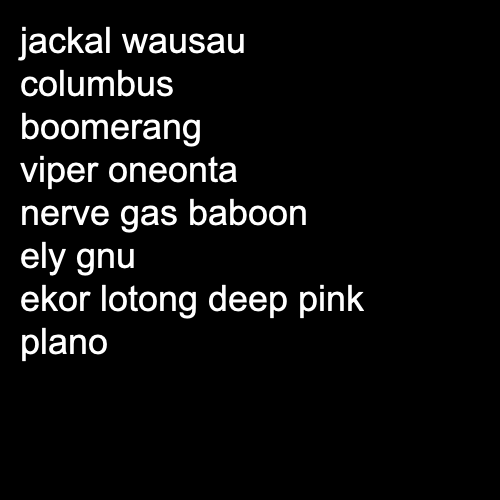 jackal wausau
columbus
boomerang
viper oneonta
nerve gas baboon
ely gnu
ekor lotong deep pink
plano